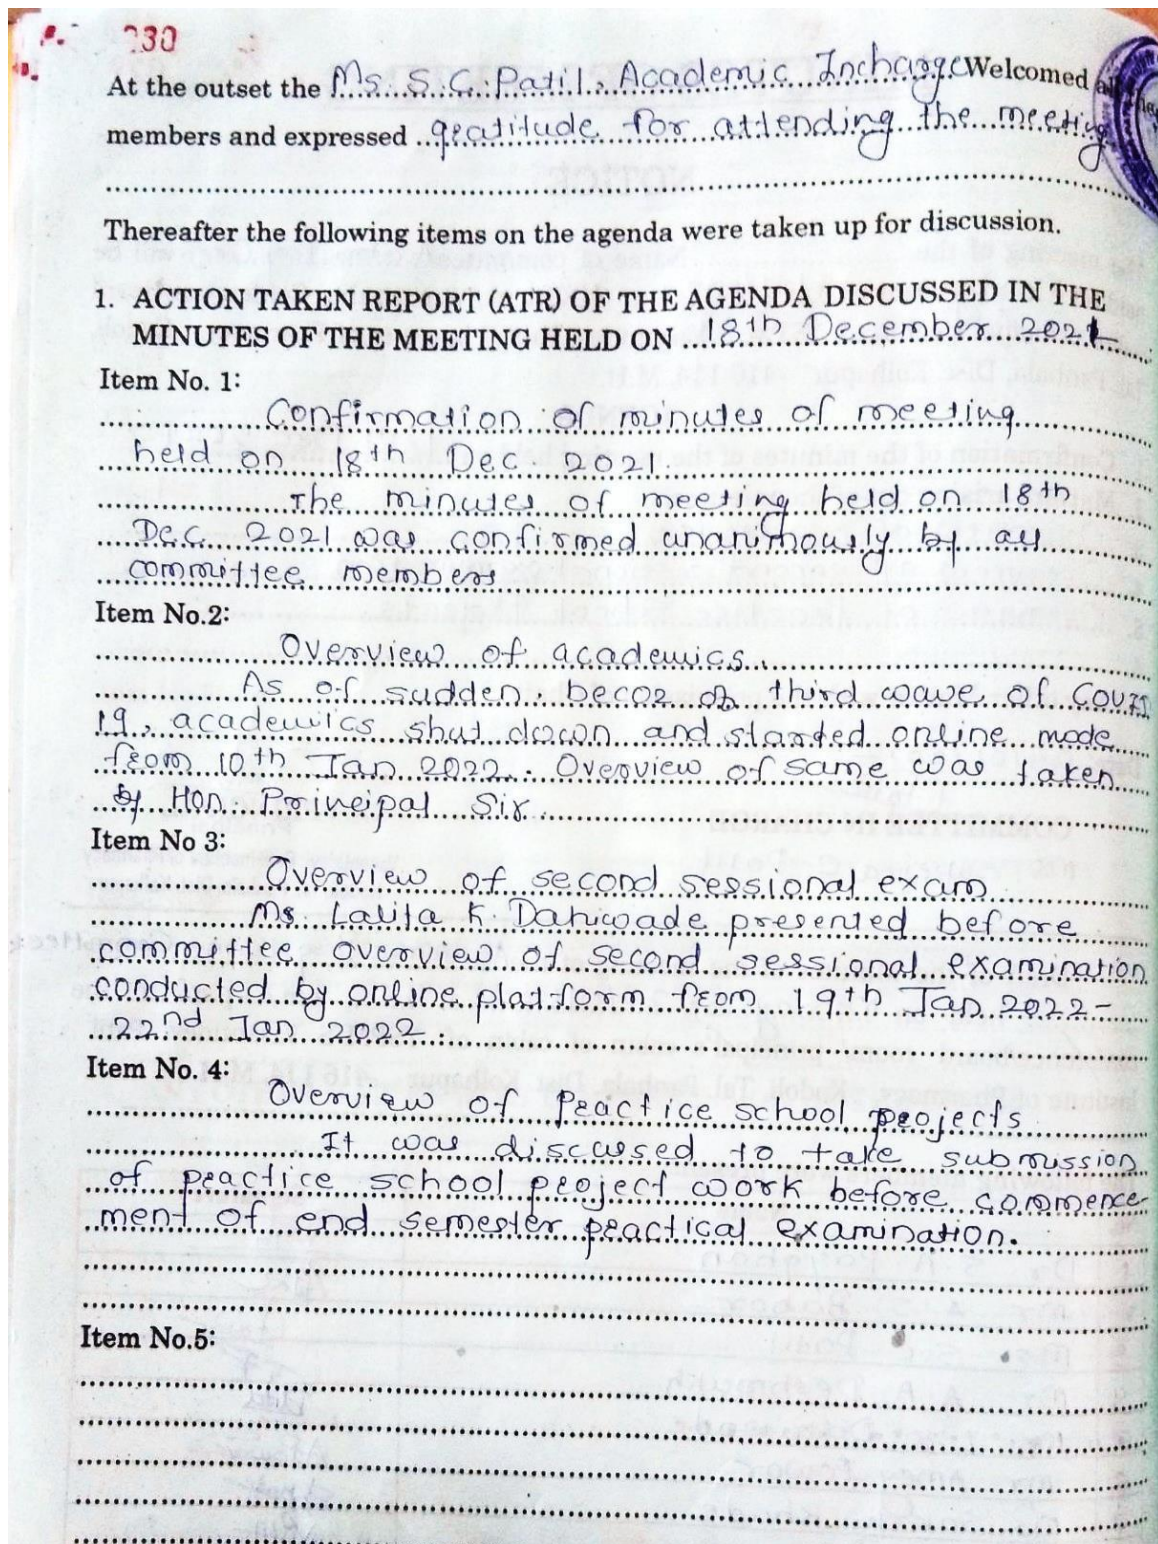 230
At the outset the Ms. S. C. Patil, Academic Incharge Welcomed all the
members and expressed gratitude for attending the meeting
Thereafter the following items on the agenda were taken up for discussion.
1. ACTION TAKEN REPORT (ATR) OF THE AGENDA DISCUSSED IN THE
MINUTES OF THE MEETING HELD ON 18th December 2021
Item No. 1:
Confirmation of minutes of meeting
held on 18th Dec 2021.
The minutes of meeting held on 18th
Dec 2021 was confirmed unanimously by all
committee members
Item No.2:
Overview of academics.
As of sudden becoz of third wave of Covid
19, academics shut down and started online mode
from 10th Jan 2022. Overview of same was taken
by Hon. Principal Sir.
Item No 3:
Overview of second sessional exam
Ms. Lalita K. Dahiwade presented before
committee overview of second sessional examination
conducted by online platform from 19th Jan 2022-
22nd Jan 2022.
Item No. 4:
Overview of Practice school projects
It was discussed to take submission
of practice school project work before commence-
ment of end semester practical examination.
Item No.5: